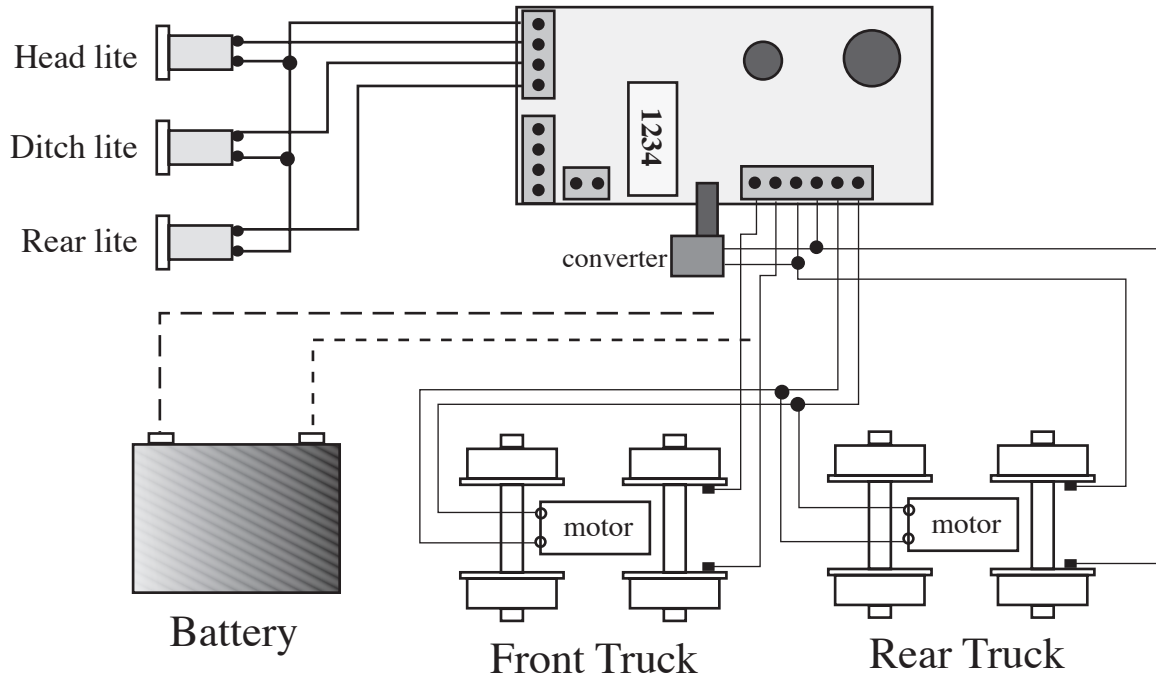 Head lite
Ditch lite
Rear lite
1234
converter
motor
motor
Battery
Front Truck
Rear Truck